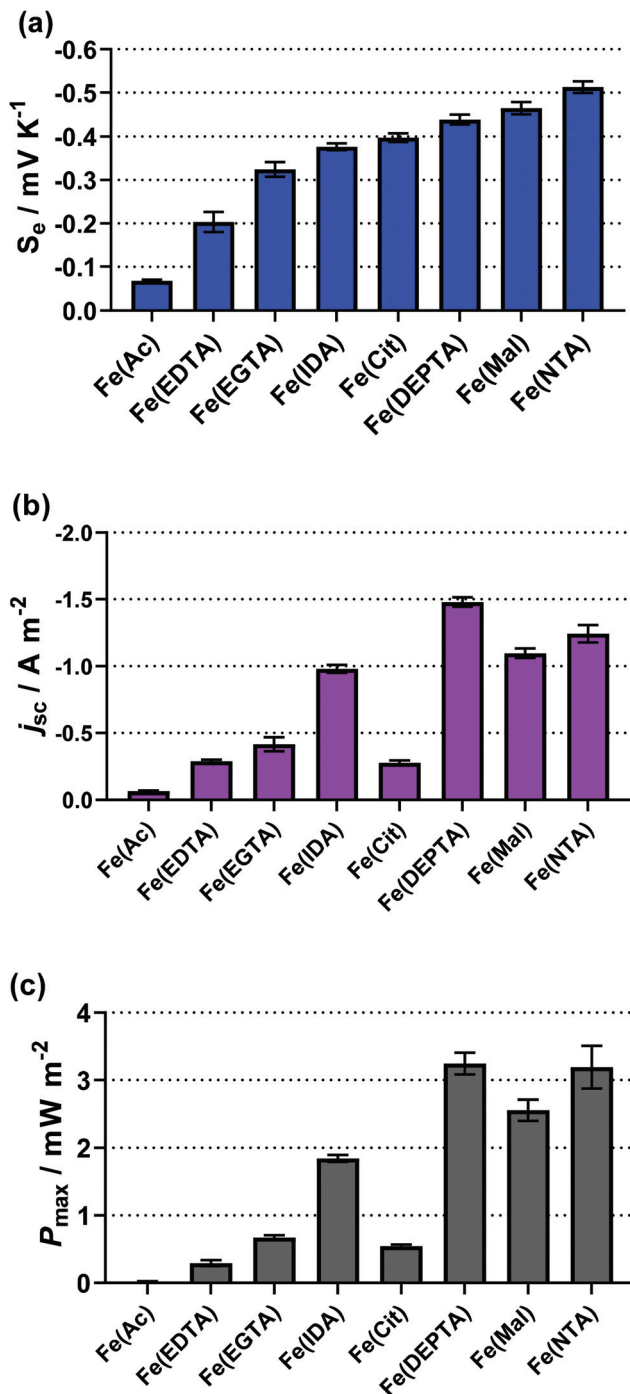 (a)
-0.6
-0.5
-0.4
-0.3
-0.2
-0.1
0.0
Sₑ / mV K⁻¹
Fe(Ac)
Fe(EDTA)
Fe(EGTA)
Fe(IDA)
Fe(Cit)
Fe(DEPTA)
Fe(Mal)
Fe(NTA)
(b)
-2.0
-1.5
-1.0
-0.5
0.0
jsc / A m⁻²
Fe(Ac)
Fe(EDTA)
Fe(EGTA)
Fe(IDA)
Fe(Cit)
Fe(DEPTA)
Fe(Mal)
Fe(NTA)
(c)
4
3
2
1
0
Pmax / mW m⁻²
Fe(Ac)
Fe(EDTA)
Fe(EGTA)
Fe(IDA)
Fe(Cit)
Fe(DEPTA)
Fe(Mal)
Fe(NTA)